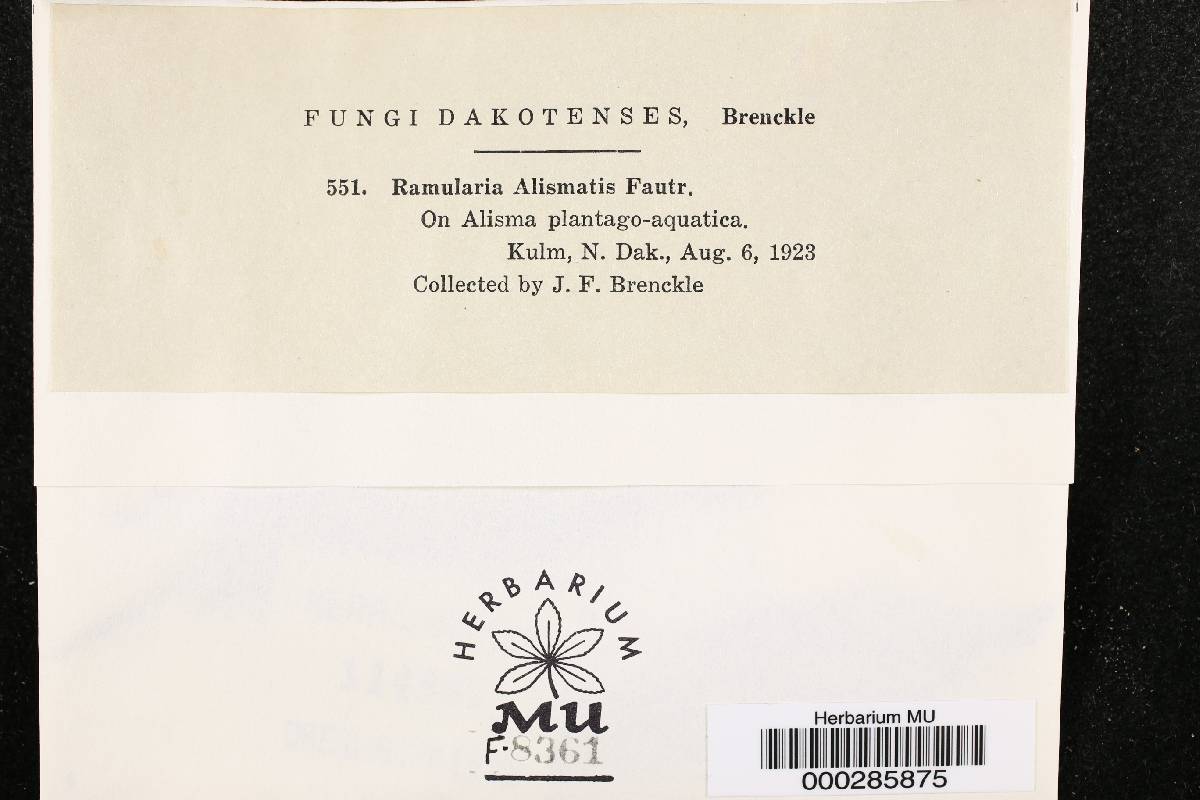 FUNGI DAKOTENSES, Brenckle
551. Ramularia Alismatis Fautr.
On Alisma plantago-aquatica.
Kulm, N. Dak., Aug. 6, 1923
Collected by J. F. Brenckle
HERBARIUM
MU
F-8361
Herbarium MU
000285875